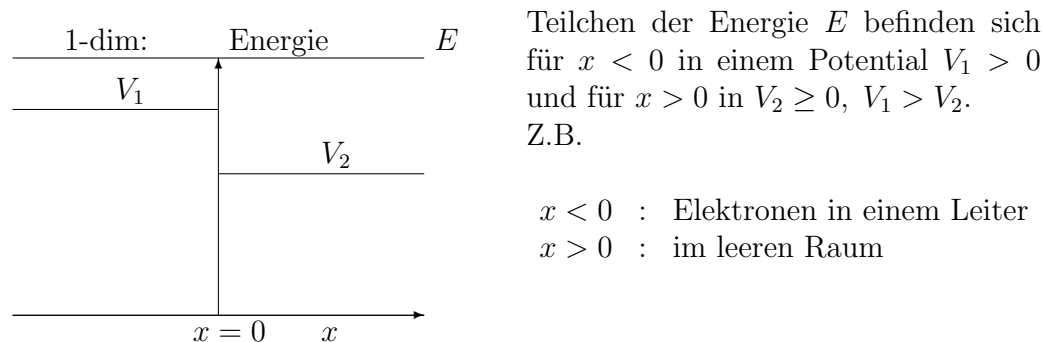 1-dim: Energie E
V₁
V₂
x = 0 x
Teilchen der Energie E befinden sich
für x < 0 in einem Potential V₁ > 0
und für x > 0 in V₂ ≥ 0, V₁ > V₂.
Z.B.
x < 0 : Elektronen in einem Leiter
x > 0 : im leeren Raum